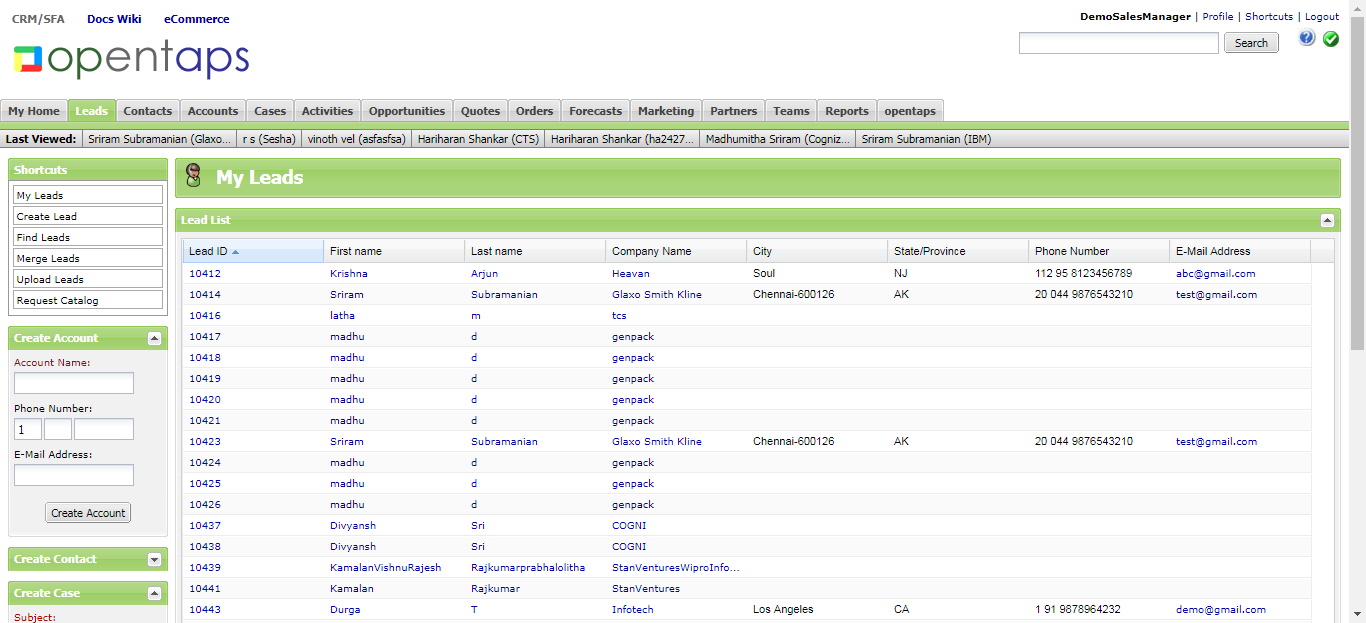 CRM/SFA Docs Wiki eCommerce
DemoSalesManager | Profile | Shortcuts | Logout
opentaps
Search
My Home Leads Contacts Accounts Cases Activities Opportunities Quotes Orders Forecasts Marketing Partners Teams Reports opentaps
Last Viewed: Sriram Subramanian (Glaxo... r s (Sesha) vinoth vel (asfasfsa) Hariharan Shankar (CTS) Hariharan Shankar (ha2427... Madhumitha Sriram (Cogniz... Sriram Subramanian (IBM)
Shortcuts
My Leads
Create Lead
Find Leads
Merge Leads
Upload Leads
Request Catalog
Create Account
Account Name:
Phone Number:
1
E-Mail Address:
Create Account
Create Contact
Create Case
Subject:
My Leads
Lead List
Lead ID First name Last name Company Name City State/Province Phone Number E-Mail Address
10412 Krishna Arjun Heavan Soul NJ 112 95 8123456789 abc@gmail.com
10414 Sriram Subramanian Glaxo Smith Kline Chennai-600126 AK 20 044 9876543210 test@gmail.com
10416 latha m tcs
10417 madhu d genpack
10418 madhu d genpack
10419 madhu d genpack
10420 madhu d genpack
10421 madhu d genpack
10423 Sriram Subramanian Glaxo Smith Kline Chennai-600126 AK 20 044 9876543210 test@gmail.com
10424 madhu d genpack
10425 madhu d genpack
10426 madhu d genpack
10437 Divyansh Sri COGNI
10438 Divyansh Sri COGNI
10439 KamalanVishnuRajesh Rajkumarprabhalolitha StanVenturesWiproInfo...
10441 Kamalan Rajkumar StanVentures
10443 Durga T Infotech Los Angeles CA 1 91 9878964232 demo@gmail.com